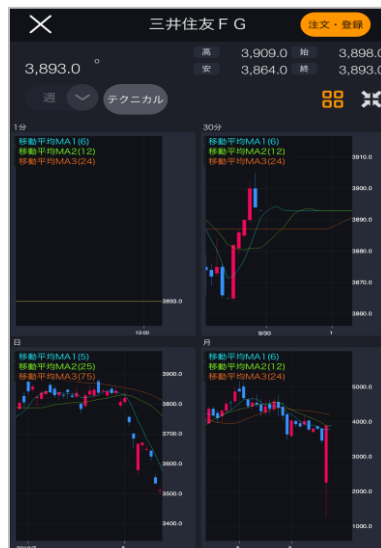 三井住友ＦＧ
注文・登録
高 3,909.0 始 3,898.0
3,893.0
安 3,864.0 終 3,893.0
週
テクニカル
1分
移動平均MA1(6)
移動平均MA2(12)
移動平均MA3(24)
3893.0
12:00
30分
移動平均MA1(6)
移動平均MA2(12)
移動平均MA3(24)
3910.0
3900.0
3890.0
3880.0
3870.0
3860.0
9/30
1
日
移動平均MA1(5)
移動平均MA2(25)
移動平均MA3(75)
3900.0
3800.0
3700.0
3600.0
3500.0
3400.0
月
移動平均MA1(6)
移動平均MA2(12)
移動平均MA3(24)
5000.0
4000.0
3000.0
2000.0
1000.0